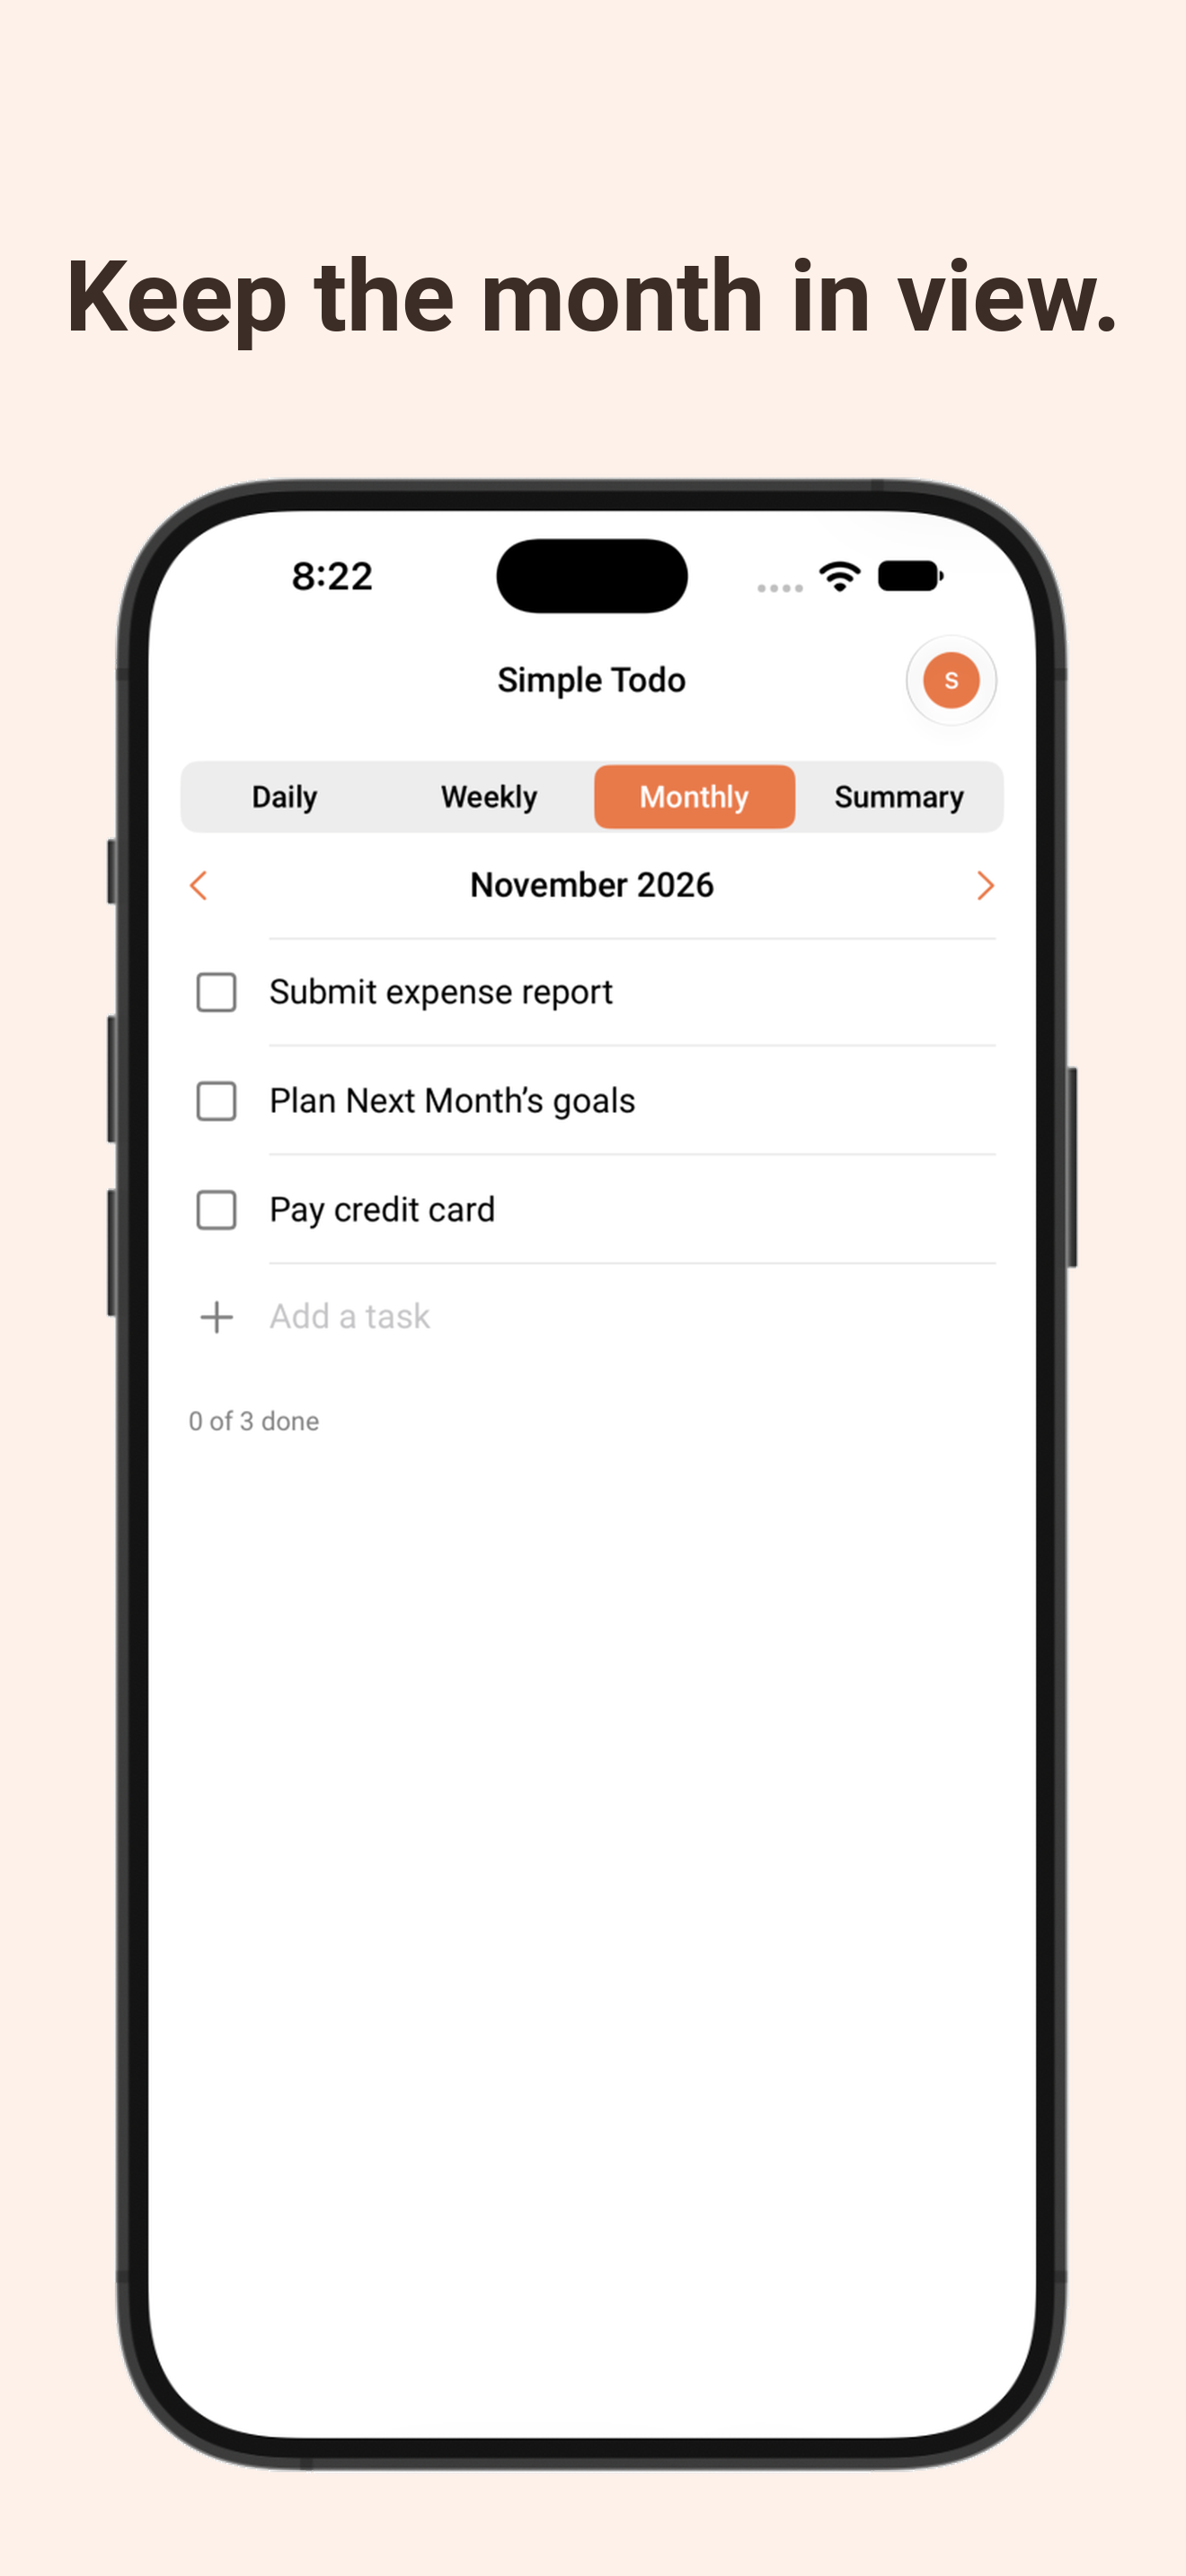 Keep the month in view.
8:22
Simple Todo
S
Daily Weekly Monthly Summary
November 2026
Submit expense report
Plan Next Month’s goals
Pay credit card
Add a task
0 of 3 done